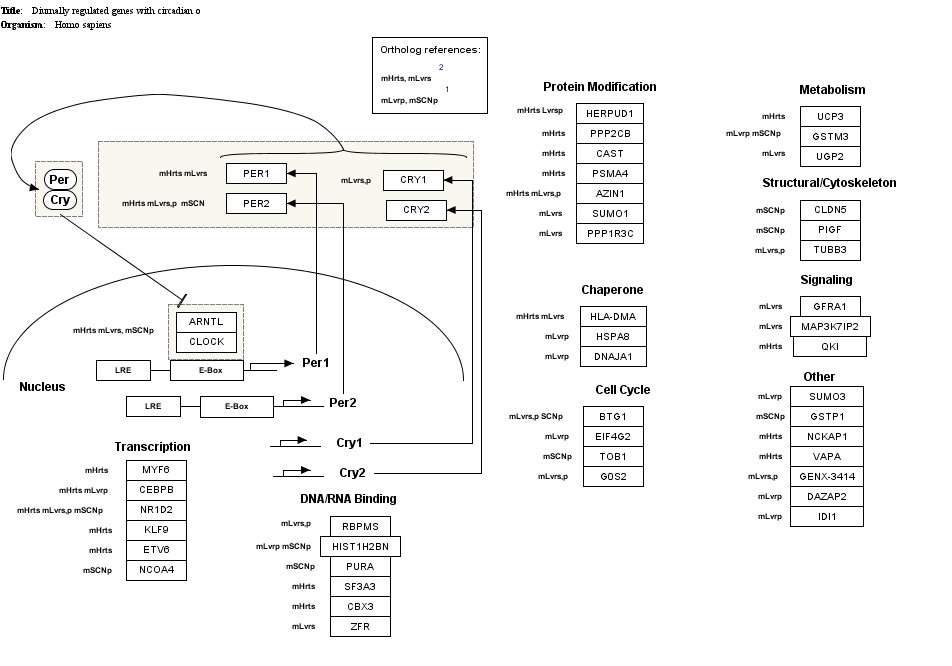 Title: Diurnally regulated genes with circadian o
Organism: Homo sapiens
Ortholog references:
2
mHrts, mLvrs
1
mLvrp, mSCNp
Per
Cry
mHrts mLvrs PER1
mHrts mLvrs,p mSCN PER2
mLvrs,p CRY1
CRY2
mHrts mLvrs, mSCNp
ARNTL
CLOCK
LRE E-Box Per1
Nucleus
LRE E-Box Per2
Cry1
Cry2
Transcription
mHrts MYF6
mHrts mLvrp CEBPB
mHrts mLvrs,p mSCNp NR1D2
mHrts KLF9
mHrts ETV6
mSCNp NCOA4
DNA/RNA Binding
mLvrs,p RBPMS
mLvrp mSCNp HIST1H2BN
mSCNp PURA
mHrts SF3A3
mHrts CBX3
mLvrs ZFR
Protein Modification
mHrts Lvrsp HERPUD1
mHrts PPP2CB
mHrts CAST
mHrts PSMA4
mHrts mLvrs,p AZIN1
mLvrs SUMO1
mLvrs PPP1R3C
Chaperone
mHrts mLvrs HLA-DMA
mLvrp HSPA8
mLvrp DNAJA1
Cell Cycle
mLvrs,p SCNp BTG1
mLvrp EIF4G2
mSCNp TOB1
mLvrs,p G0S2
Metabolism
mHrts UCP3
mLvrp mSCNp GSTM3
mLvrs UGP2
Structural/Cytoskeleton
mSCNp CLDN5
mSCNp PIGF
mLvrs,p TUBB3
Signaling
mLvrs GFRA1
mLvrs MAP3K7IP2
mHrts QKI
Other
mLvrp SUMO3
mSCNp GSTP1
mHrts NCKAP1
mHrts VAPA
mLvrs,p GENX-3414
mLvrp DAZAP2
mLvrp IDI1